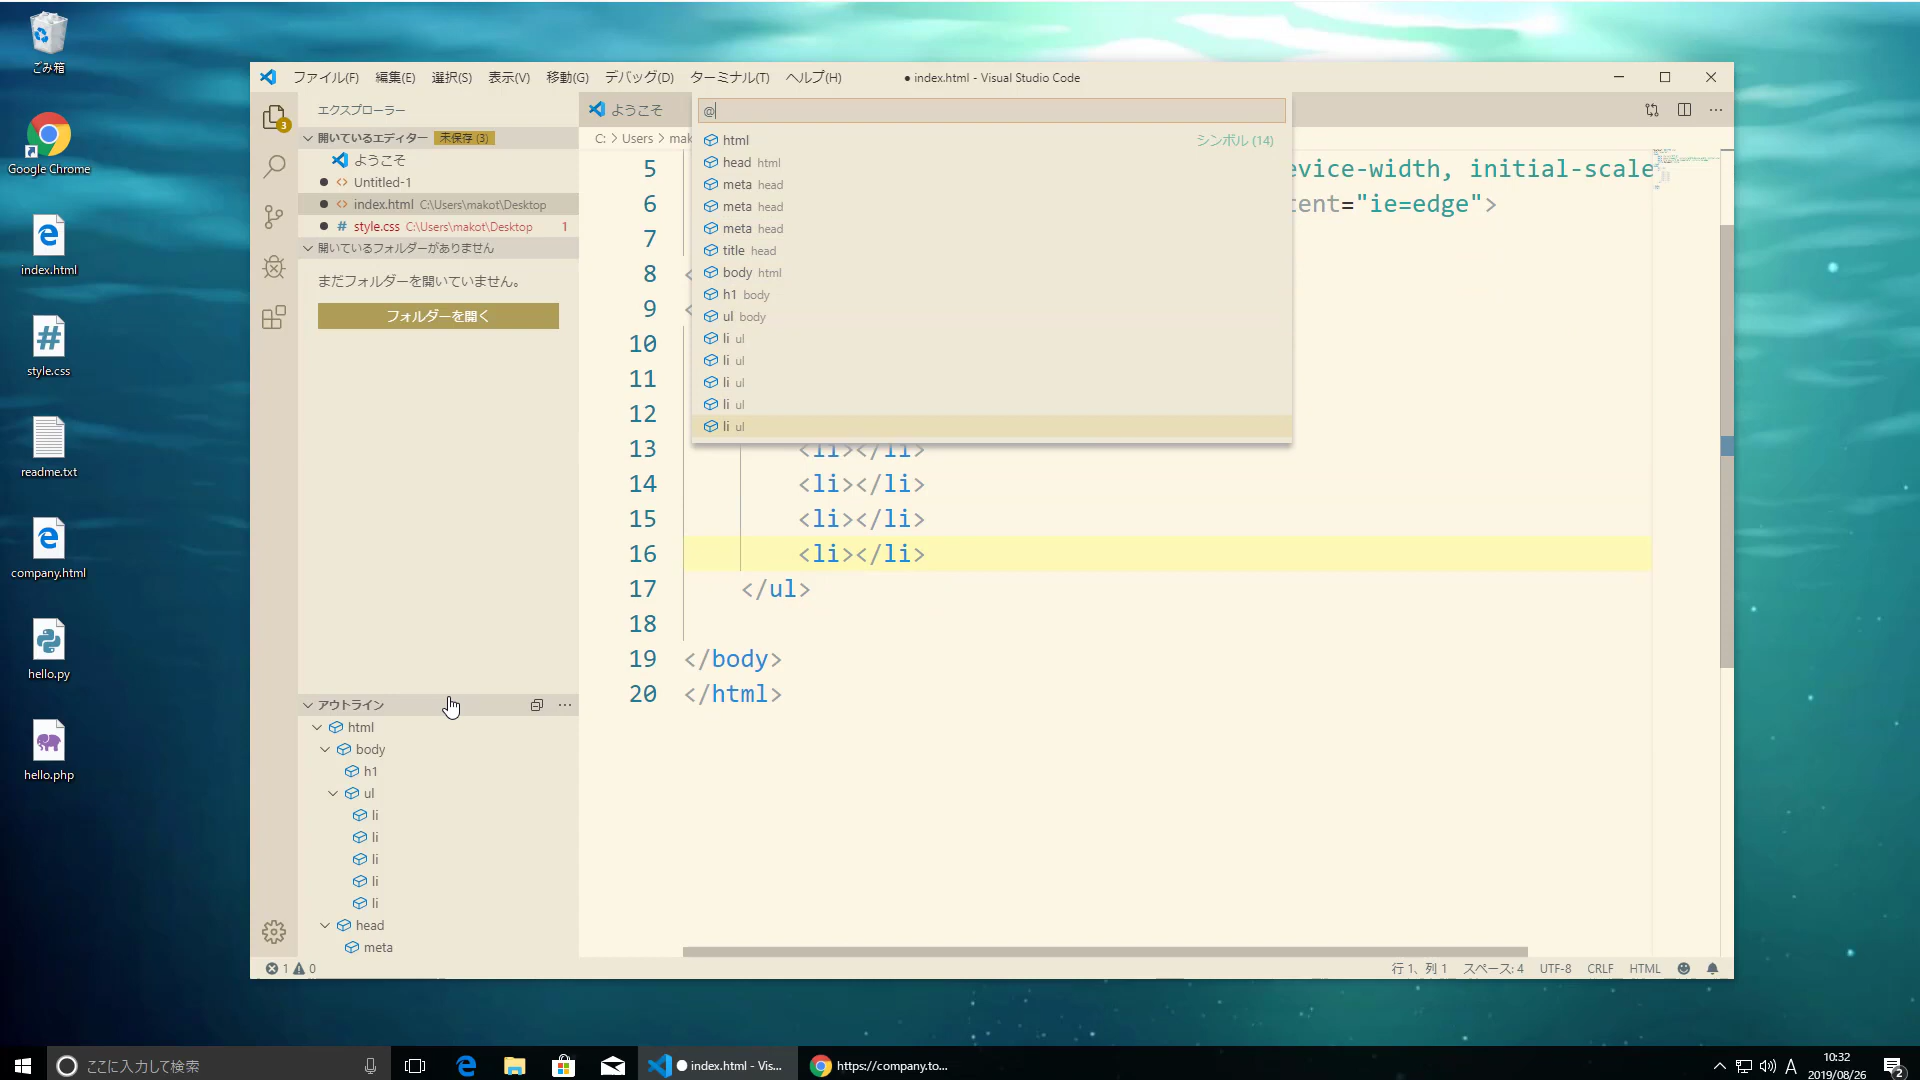 ごみ箱
Google Chrome
index.html
style.css
readme.txt
company.html
hello.py
hello.php
ファイル(F) 編集(E) 選択(S) 表示(V) 移動(G) デバッグ(D) ターミナル(T) ヘルプ(H) ● index.html - Visual Studio Code
エクスプローラー
3
開いているエディター 未保存 (3)
ようこそ
Untitled-1
index.html C:\Users\makot\Desktop
style.css C:\Users\makot\Desktop 1
開いているフォルダーがありません
まだフォルダーを開いていません。
フォルダーを開く
アウトライン
html
body
h1
ul
li
li
li
li
li
head
meta
ようこそ
C: > Users > mak
@
html シンボル (14)
head html
meta head
meta head
meta head
title head
body html
h1 body
ul body
li ul
li ul
li ul
li ul
li ul
5 evice-width, initial-scale
6 tent="ie=edge">
7
8 <
9 <
10
11
12
13 <li></li>
14 <li></li>
15 <li></li>
16 <li></li>
17 </ul>
18
19 </body>
20 </html>
1 0 行 1、列 1 スペース: 4 UTF-8 CRLF HTML
ここに入力して検索
● index.html - Vis...
https://company.to...
A
10:32
2019/08/26
2